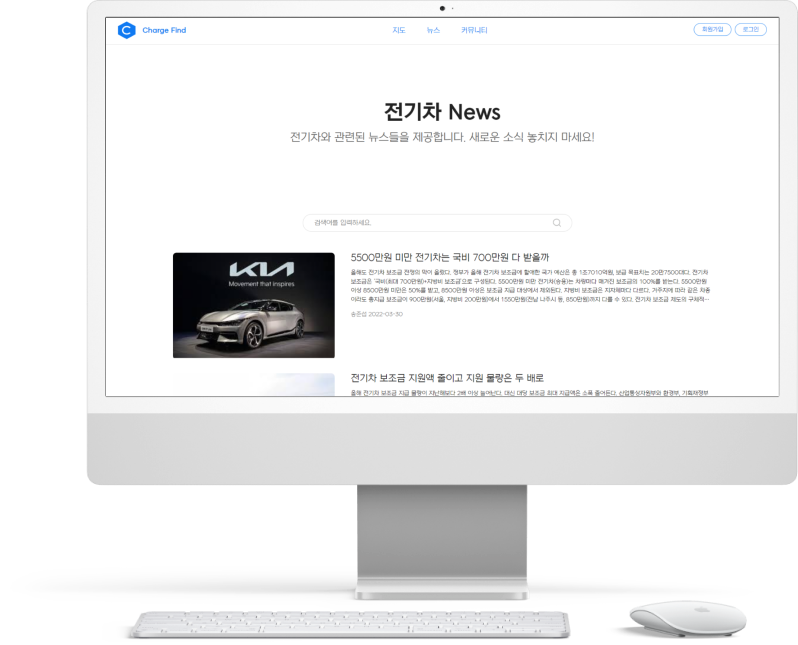 Charge Find
지도 뉴스 커뮤니티
회원가입 로그인
전기차 News
전기차와 관련된 뉴스들을 제공합니다. 새로운 소식 놓치지 마세요!
검색어를 입력하세요.
KIA
Movement that inspires
5500만원 미만 전기차는 국비 700만원 다 받을까
올해도 전기차 보조금 전쟁의 막이 올랐다. 정부가 올해 전기차 보조금에 할애한 국가 예산은 총 1조7010억원, 보급 목표치는 20만7500대다. 전기차
보조금은 '국비(최대 700만원)+지방비 보조금'으로 구성된다. 5500만원 미만 전기차(승용)는 차량마다 매겨진 보조금의 100%를 받는다. 5500만원
이상 8500만원 미만은 50%를 받고, 8500만원 이상은 보조금 지급 대상에서 제외된다. 지방비 보조금은 지자체마다 다르다. 거주지에 따라 같은 차종
이라도 총지급 보조금이 900만원(서울, 지방비 200만원)에서 1550만원(전남 나주시 등, 850만원)까지 다를 수 있다. 전기차 보조금 제도의 구체적…
2022-03-30
전기차 보조금 지원액 줄이고 지원 물량은 두 배로
올해 전기차 보조금 지급 물량이 지난해보다 2배 이상 늘어난다. 대신 대당 보조금 최대 지급액은 소폭 줄어든다. 산업통상자원부와 환경부, 기획재정부